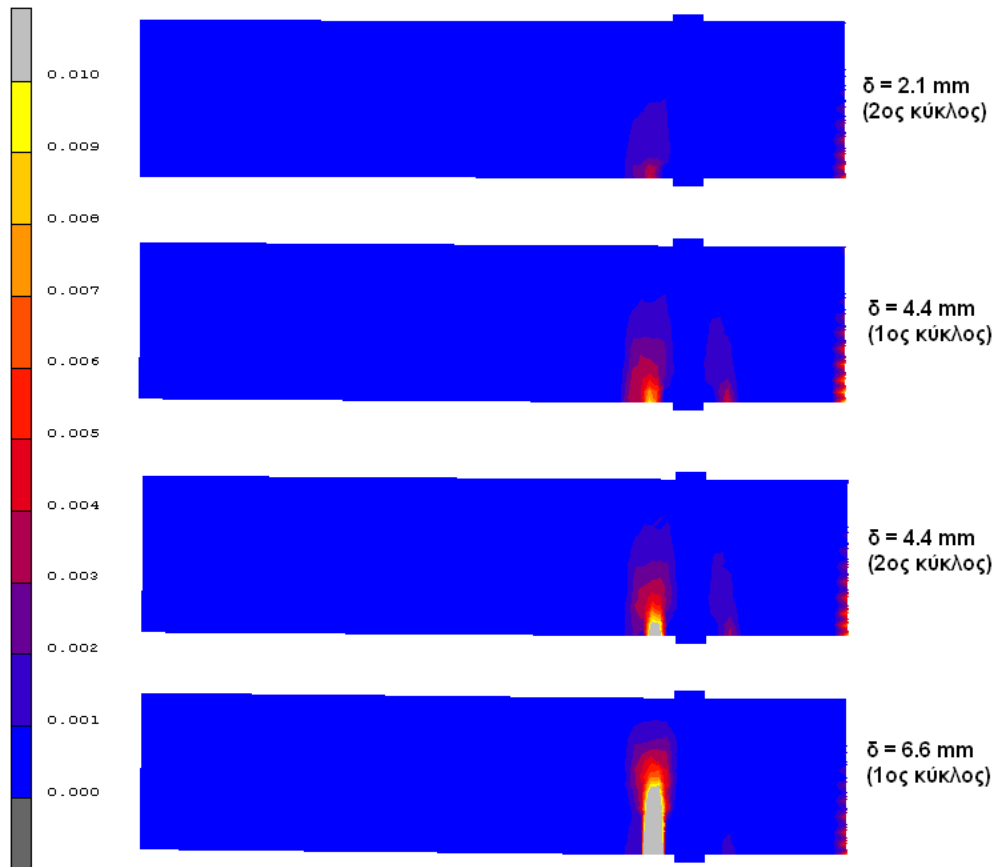 0.010
0.009
0.008
0.007
0.006
0.005
0.004
0.003
0.002
0.001
0.000
δ = 2.1 mm
(2ος κύκλος)
δ = 4.4 mm
(1ος κύκλος)
δ = 4.4 mm
(2ος κύκλος)
δ = 6.6 mm
(1ος κύκλος)